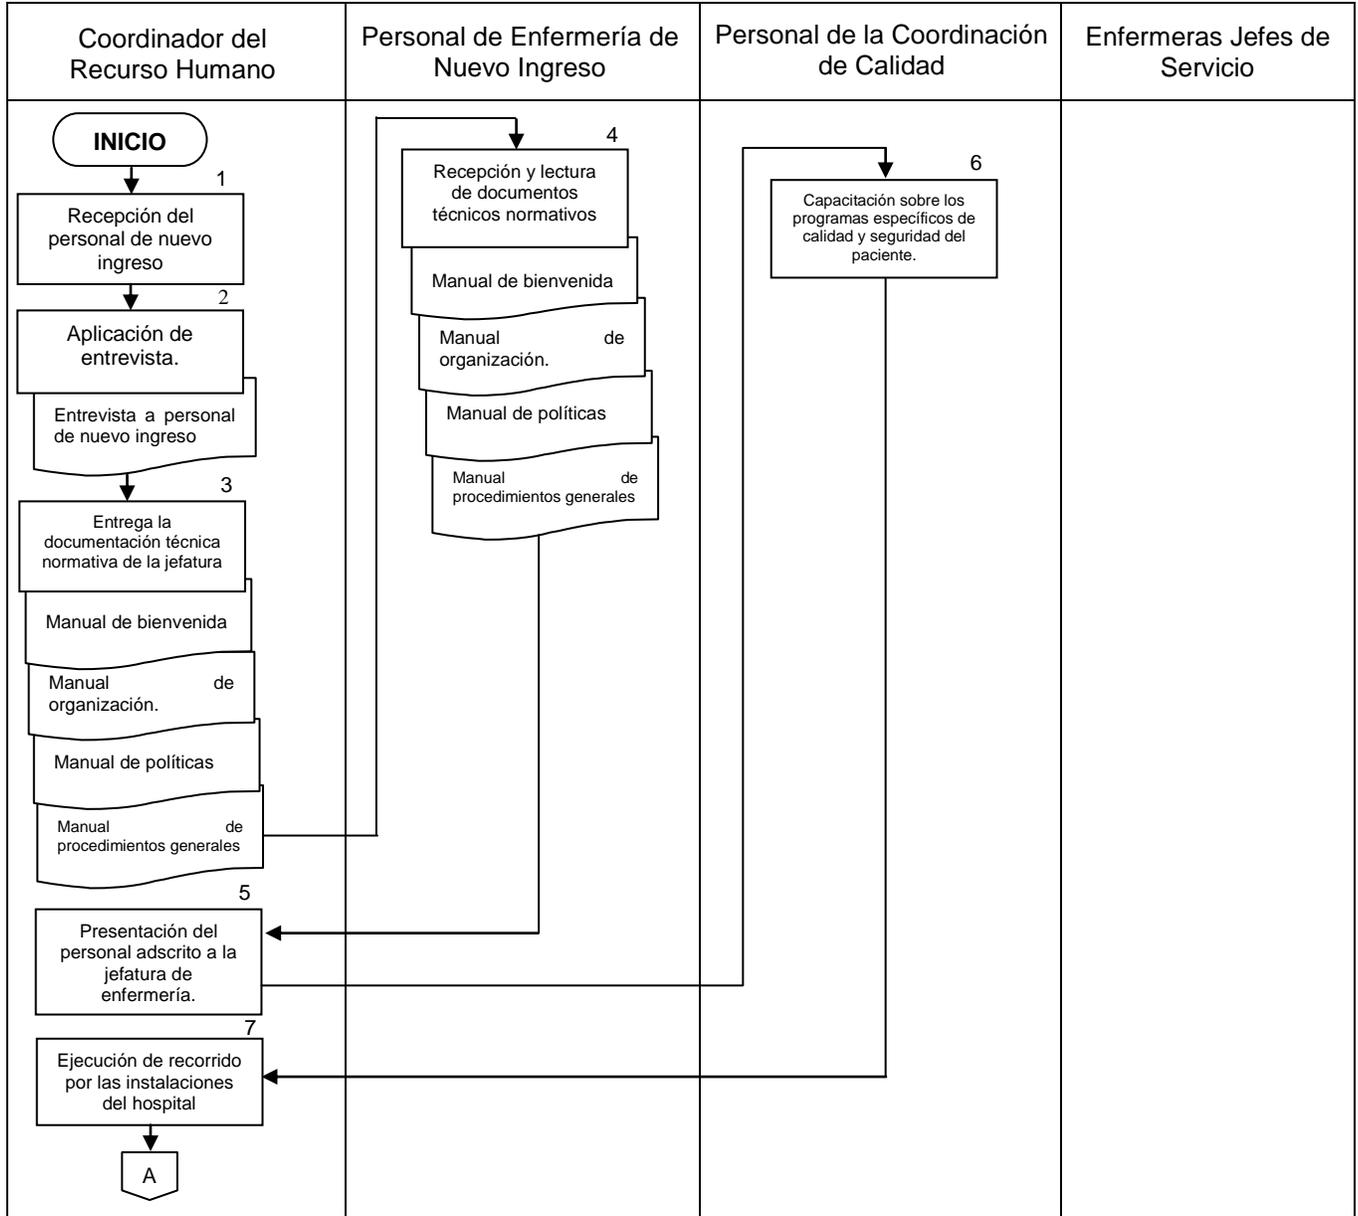 Coordinador del
Recurso Humano
Personal de Enfermería de
Nuevo Ingreso
Personal de la Coordinación
de Calidad
Enfermeras Jefes de
Servicio
INICIO
1
Recepción del
personal de nuevo
ingreso
2
Aplicación de
entrevista.
Entrevista a personal
de nuevo ingreso
3
Entrega la
documentación técnica
normativa de la jefatura
Manual de bienvenida
Manual de
organización.
Manual de políticas
Manual de
procedimientos generales
4
Recepción y lectura
de documentos
técnicos normativos
Manual de bienvenida
Manual de
organización.
Manual de políticas
Manual de
procedimientos generales
5
Presentación del
personal adscrito a la
jefatura de
enfermería.
6
Capacitación sobre los
programas específicos de
calidad y seguridad del
paciente.
7
Ejecución de recorrido
por las instalaciones
del hospital
A